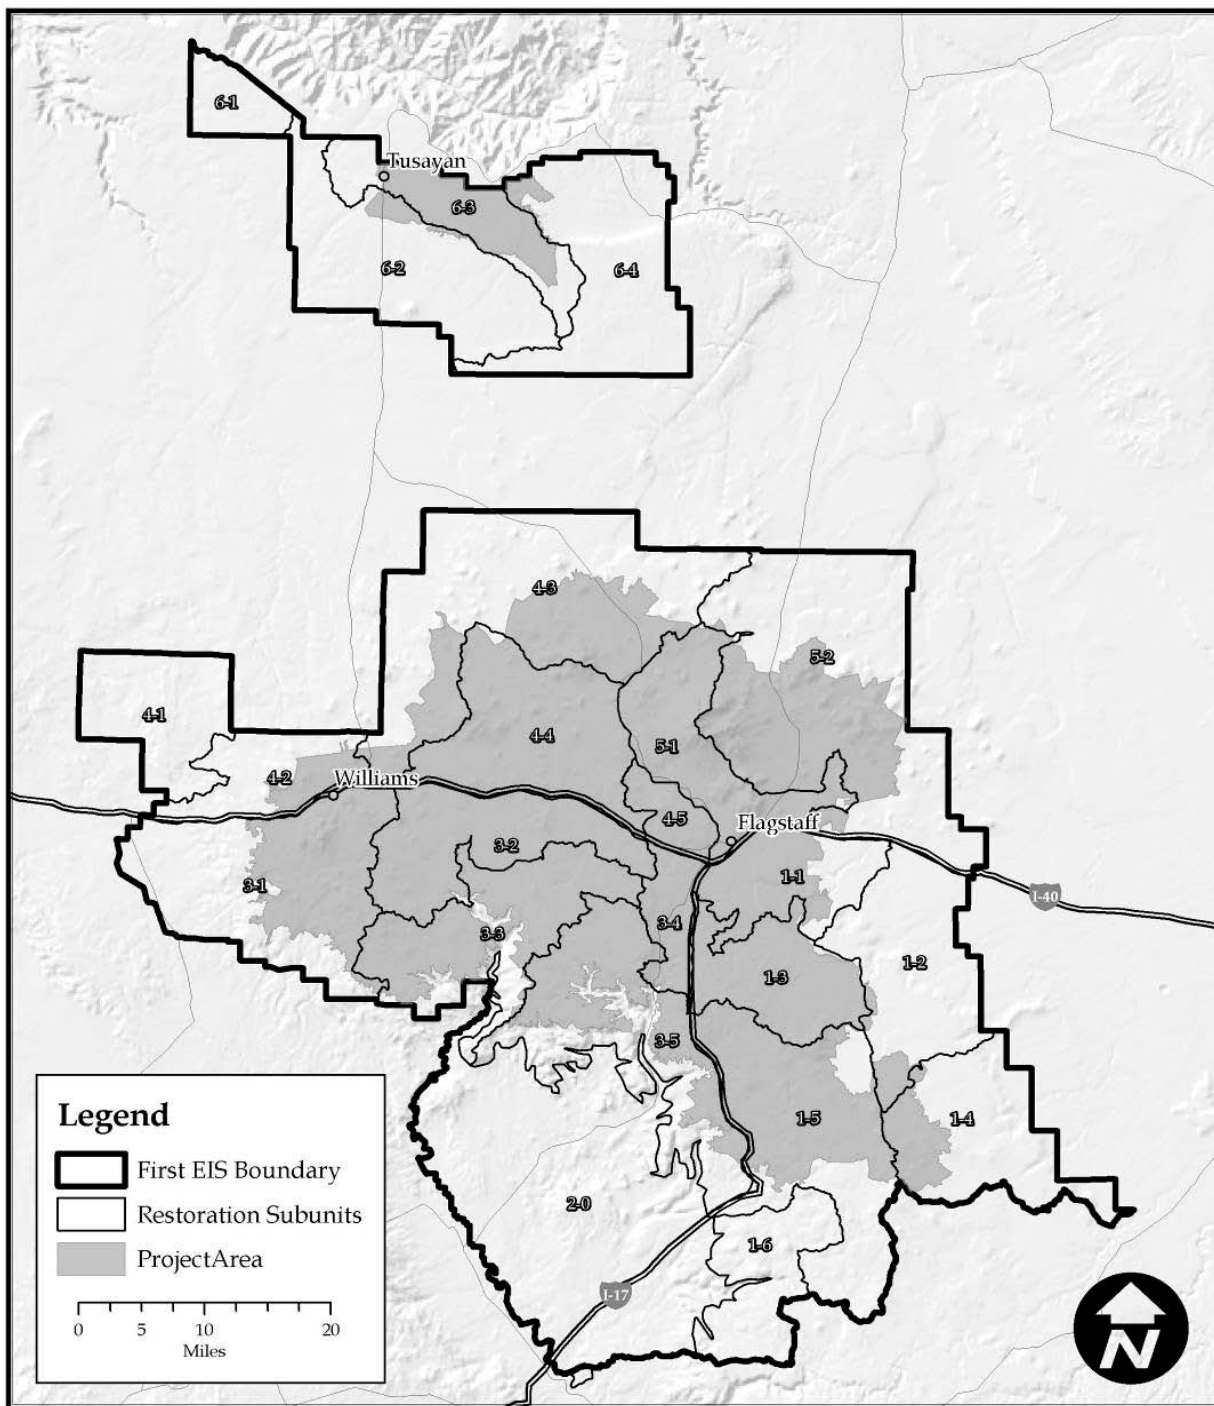 6-1
Tusayan
6-3
6-2
6-4
4-3
5-2
4-1
4-4
5-1
4-2
Williams
4-5
Flagstaff
3-2
3-1
1-1
I-40
3-4
3-3
1-3
1-2
3-5
1-5
1-4
2-0
1-6
I-17
Legend
First EIS Boundary
Restoration Subunits
ProjectArea
0 5 10 20
Miles
N